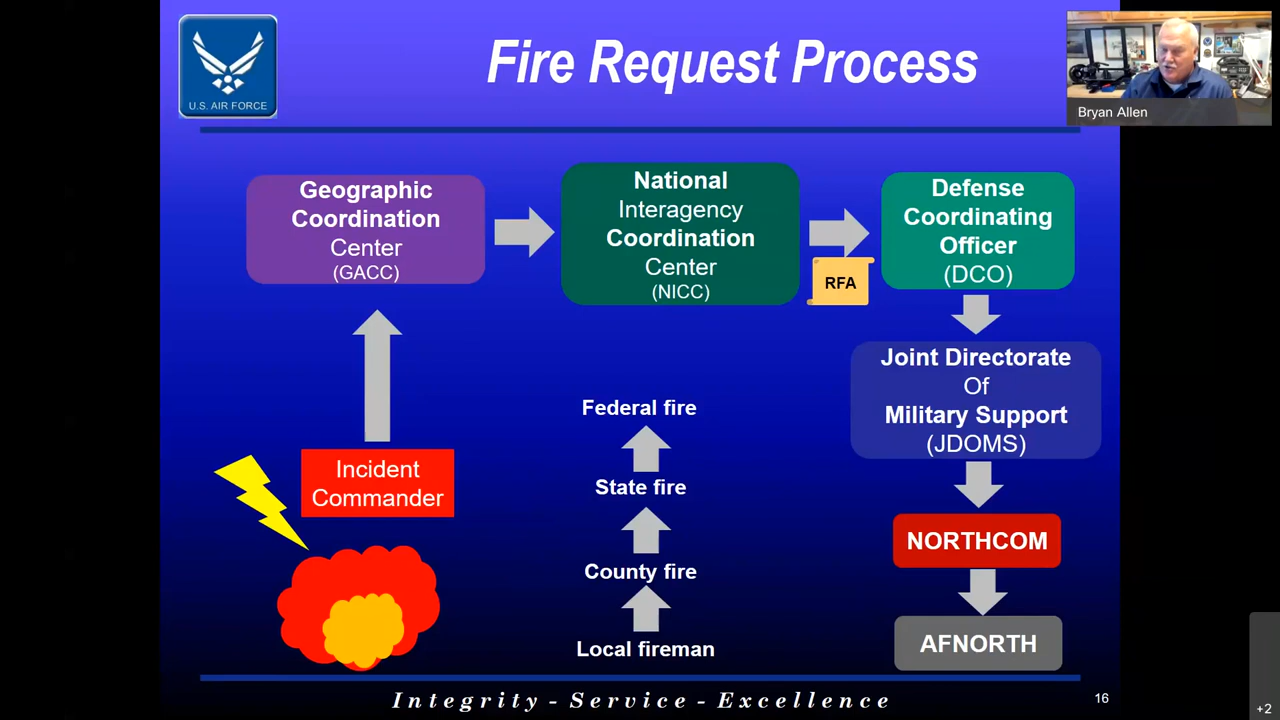 Fire Request Process
U.S. AIR FORCE
Bryan Allen
Geographic
Coordination
Center
(GACC)
National
Interagency
Coordination
Center
(NICC)
RFA
Defense
Coordinating
Officer
(DCO)
Joint Directorate
Of
Military Support
(JDOMS)
NORTHCOM
AFNORTH
Incident
Commander
Federal fire
State fire
County fire
Local fireman
Integrity - Service - Excellence
16
+2